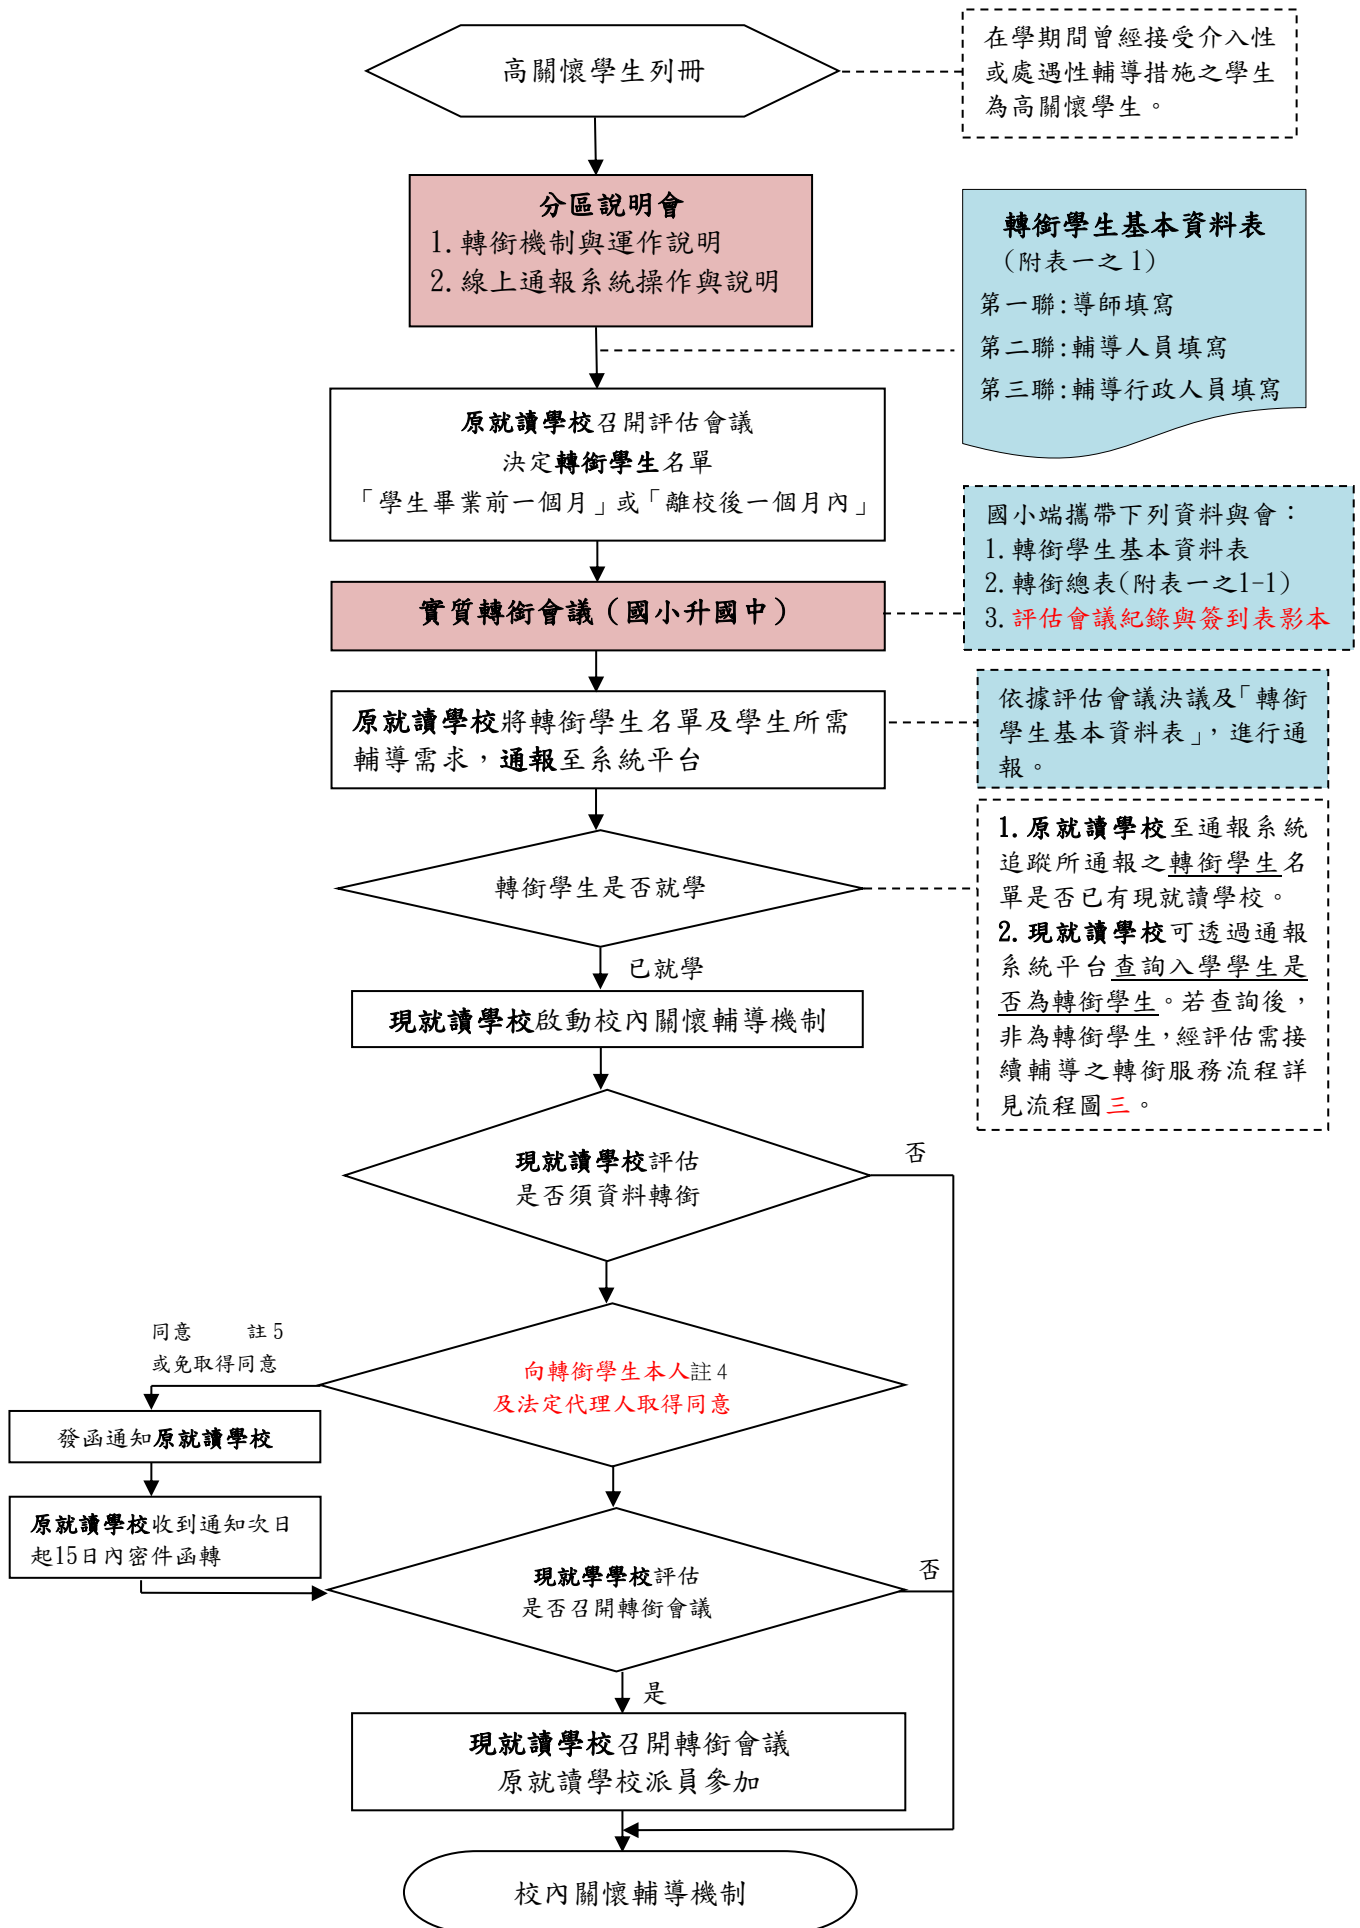 高關懷學生列冊
在學期間曾經接受介入性
或處遇性輔導措施之學生
為高關懷學生。
分區說明會
1.轉銜機制與運作說明
2.線上通報系統操作與說明
轉銜學生基本資料表
(附表一之1)
第一聯:導師填寫
第二聯:輔導人員填寫
第三聯:輔導行政人員填寫
原就讀學校召開評估會議
決定轉銜學生名單
「學生畢業前一個月」或「離校後一個月內」
國小端攜帶下列資料與會：
1.轉銜學生基本資料表
2.轉銜總表(附表一之1-1)
3.評估會議紀錄與簽到表影本
實質轉銜會議（國小升國中）
原就讀學校將轉銜學生名單及學生所需
輔導需求，通報至系統平台
依據評估會議決議及「轉銜
學生基本資料表」，進行通
報。
轉銜學生是否就學
1.原就讀學校至通報系統
追蹤所通報之轉銜學生名
單是否已有現就讀學校。
2.現就讀學校可透過通報
系統平台查詢入學學生是
否為轉銜學生。若查詢後，
非為轉銜學生，經評估需接
續輔導之轉銜服務流程詳
見流程圖三。
已就學
現就讀學校啟動校內關懷輔導機制
現就讀學校評估
是否須資料轉銜
否
向轉銜學生本人註4
及法定代理人取得同意
同意 註5
或免取得同意
發函通知原就讀學校
原就讀學校收到通知次日
起15日內密件函轉
現就學學校評估
是否召開轉銜會議
否
是
現就讀學校召開轉銜會議
原就讀學校派員參加
校內關懷輔導機制